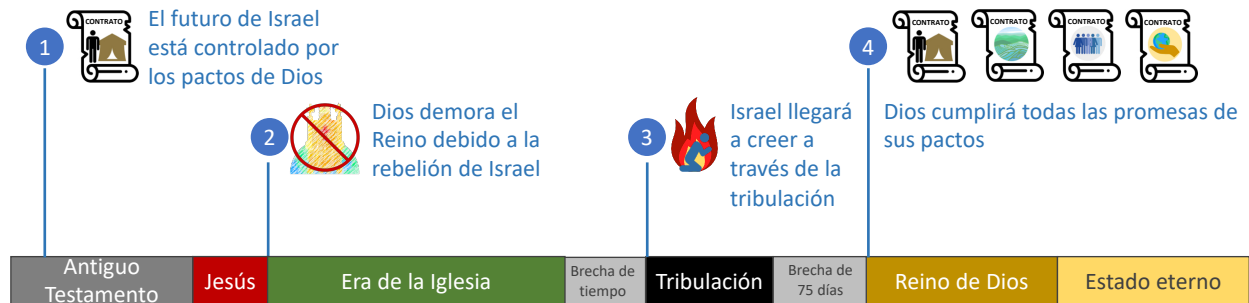 1
CONTRATO
El futuro de Israel
está controlado por
los pactos de Dios
2
Dios demora el
Reino debido a la
rebelión de Israel
3
Israel llegará
a creer a
través de la
tribulación
4
CONTRATO
CONTRATO
CONTRATO
CONTRATO
Dios cumplirá todas las promesas de
sus pactos
Antiguo
Testamento
Jesús
Era de la Iglesia
Brecha de
tiempo
Tribulación
Brecha de
75 días
Reino de Dios
Estado eterno